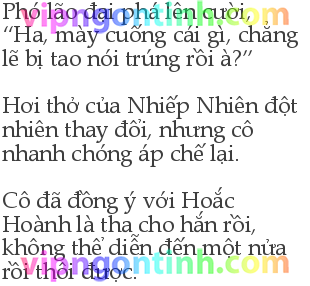 Phó lão đại phá lên cười,
“Ha, mày cuống cái gì, chẳng
lẽ bị tao nói trúng rồi à?”
Hơi thở của Nhiếp Nhiên đột
nhiên thay đổi, nhưng cô
nhanh chóng áp chế lại.
Cô đã đồng ý với Hoắc
Hoành là tha cho hắn rồi,
không thể diễn đến một nửa
rồi thôi được.
vipngontinh.com
vipngontinh.com